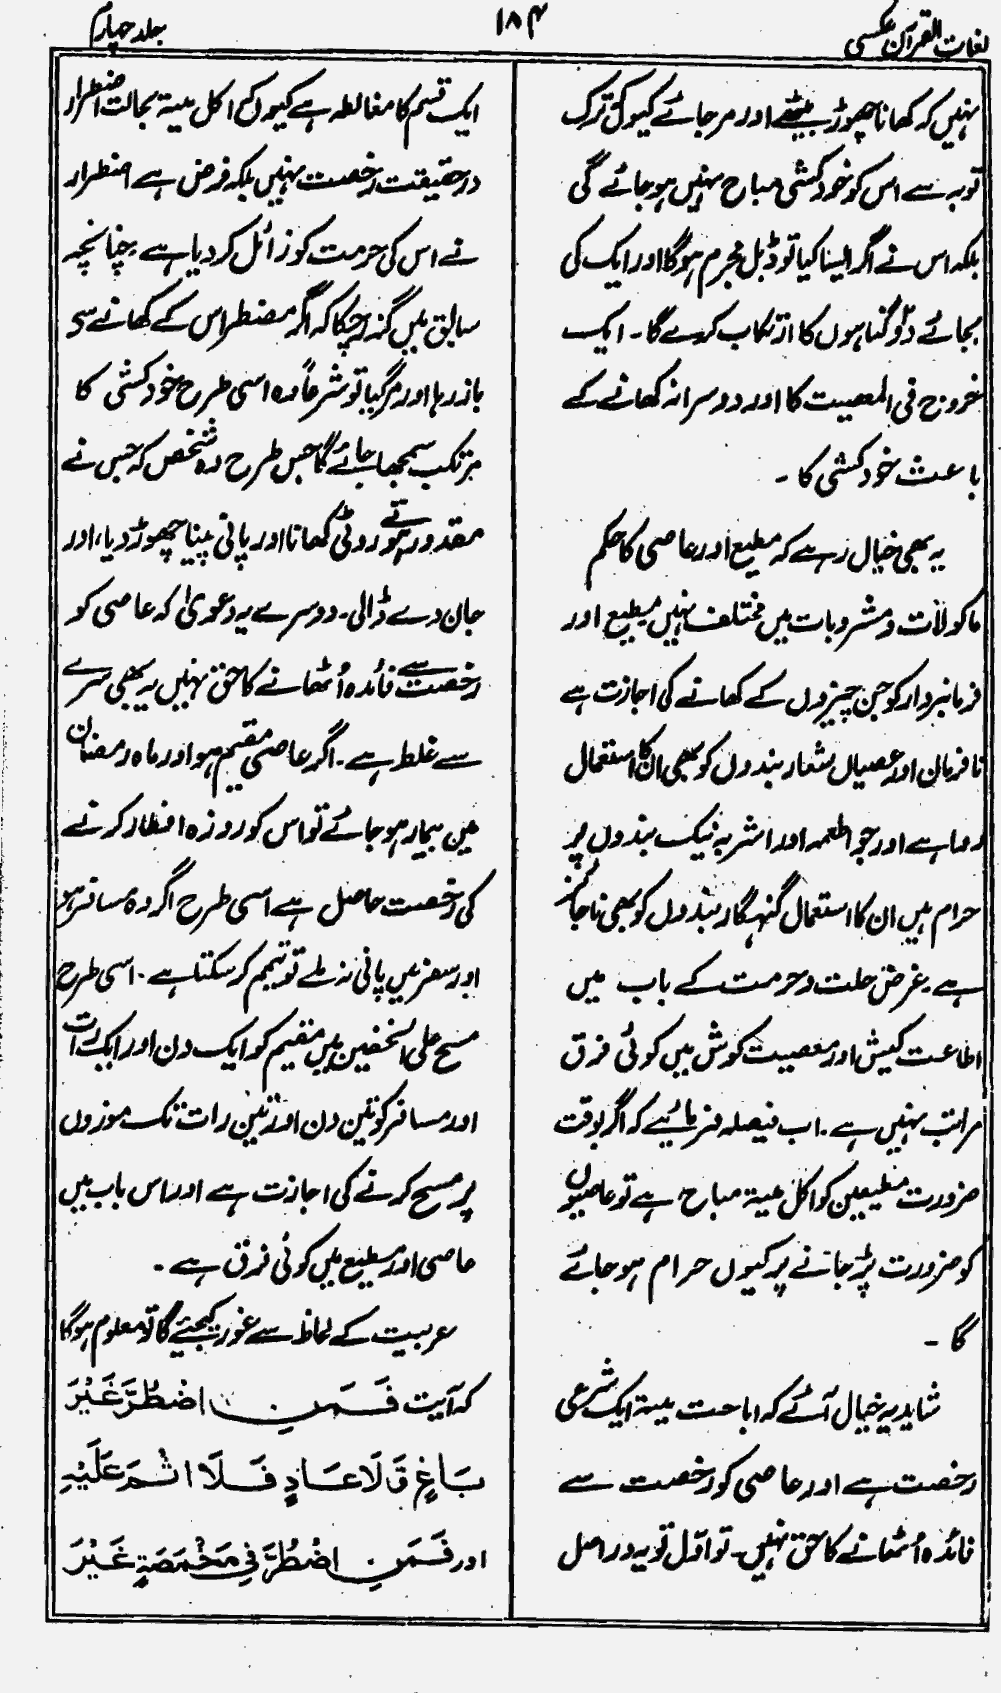 لغات القرآن عکسی
۱۸۴
جلد چہارم
نہیں کہ کھانا چھوڑ بیٹھے اور مر جائے کیوں کہ ترک
توبہ سے اس کو خود کشی مباح نہیں ہو جائے گی
بلکہ اس نے اگر ایسا کیا تو ڈبل مجرم ہوگا اور ایک کی
بجائے دو گناہوں کا ارتکاب کرے گا۔ ایک
خروج فی المعصیت کا اور دوسرا نہ کھانے کے
باعث خود کشی کا۔
یہ بھی خیال رہے کہ مطیع اور عاصی کا حکم
ماکولات و مشروبات میں مختلف نہیں مطیع اور
فرمانبردار کو جن چیزوں کے کھانے کی اجازت ہے
نافرمان اور عصیاں شعار بندوں کو بھی ان کا استعمال
روا ہے اور جو اطعمہ اور اشربہ نیک بندوں پر
حرام ہیں ان کا استعمال گنہگار بندوں کو بھی ناجائز
ہے۔ غرض حلت و حرمت کے باب میں
اطاعت کیش اور معصیت کوش میں کوئی فرق
مراتب نہیں ہے۔ اب فیصلہ فرمائیے کہ اگر بوقت
ضرورت مطیعین کو اکل میتۃ مباح ہے تو عاصیوں
کو ضرورت پڑ جانے پر کیوں حرام ہو جائے
گا۔
شاید یہ خیال آئے کہ اباحت میتۃ ایک شرعی
رخصت ہے اور عاصی کو رخصت سے
فائدہ اُٹھانے کا حق نہیں۔ تو اوّل تو یہ دراصل
ایک قسم کا مغالطہ ہے کیوں کہ اکل میتۃ بحالت اضطرار
درحقیقت رخصت نہیں بلکہ فرض ہے اضطرار
نے اس کی حرمت کو زائل کر دیا ہے چنانچہ
سابق میں گذر چکا کہ اگر مضطر اس کے کھانے سے
باز رہا اور مر گیا تو شرعاً وہ اسی طرح خود کشی کا
مرتکب سمجھا جائے گا جس طرح وہ شخص کہ جس نے
مقدور ہوتے روٹی کھانا اور پانی پینا چھوڑ دیا، اور
جان دے ڈالی۔ دوسرے یہ دعویٰ کہ عاصی کو
رخصت سے فائدہ اُٹھانے کا حق نہیں یہ بھی سرے
سے غلط ہے۔ اگر عاصی مقیم ہو اور ماہ رمضان
میں بیمار ہو جائے تو اس کو روزہ افطار کرنے
کی رخصت حاصل ہے اسی طرح اگر وہ مسافر ہو
اور سفر میں پانی نہ ملے تو تیمم کر سکتا ہے۔ اسی طرح
مسح علی الخفین میں مقیم کو ایک دن اور ایک رات
اور مسافر کو تین دن اور تین رات تک موزوں
پر مسح کرنے کی اجازت ہے اور اس باب میں
عاصی اور مطیع میں کوئی فرق ہے۔
عربیت کے لحاظ سے غور کیجئے گا تو معلوم ہوگا
کہ آیت فَمَنِ اضْطُرَّ غَيْرَ
بَاغٍ وَّلَا عَادٍ فَلَا اثْمَ عَلَيْهِ
اور فَمَنِ اضْطُرَّ فِي مَخْمَصَةٍ غَيْرَ